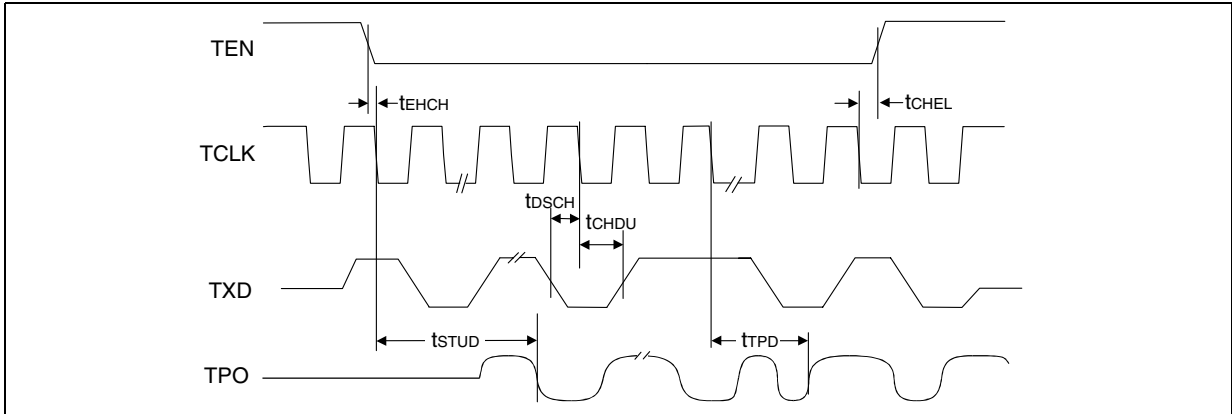 TEN
tEHCH
tCHEL
TCLK
tDSCH
tCHDU
TXD
tSTUD
tTPD
TPO